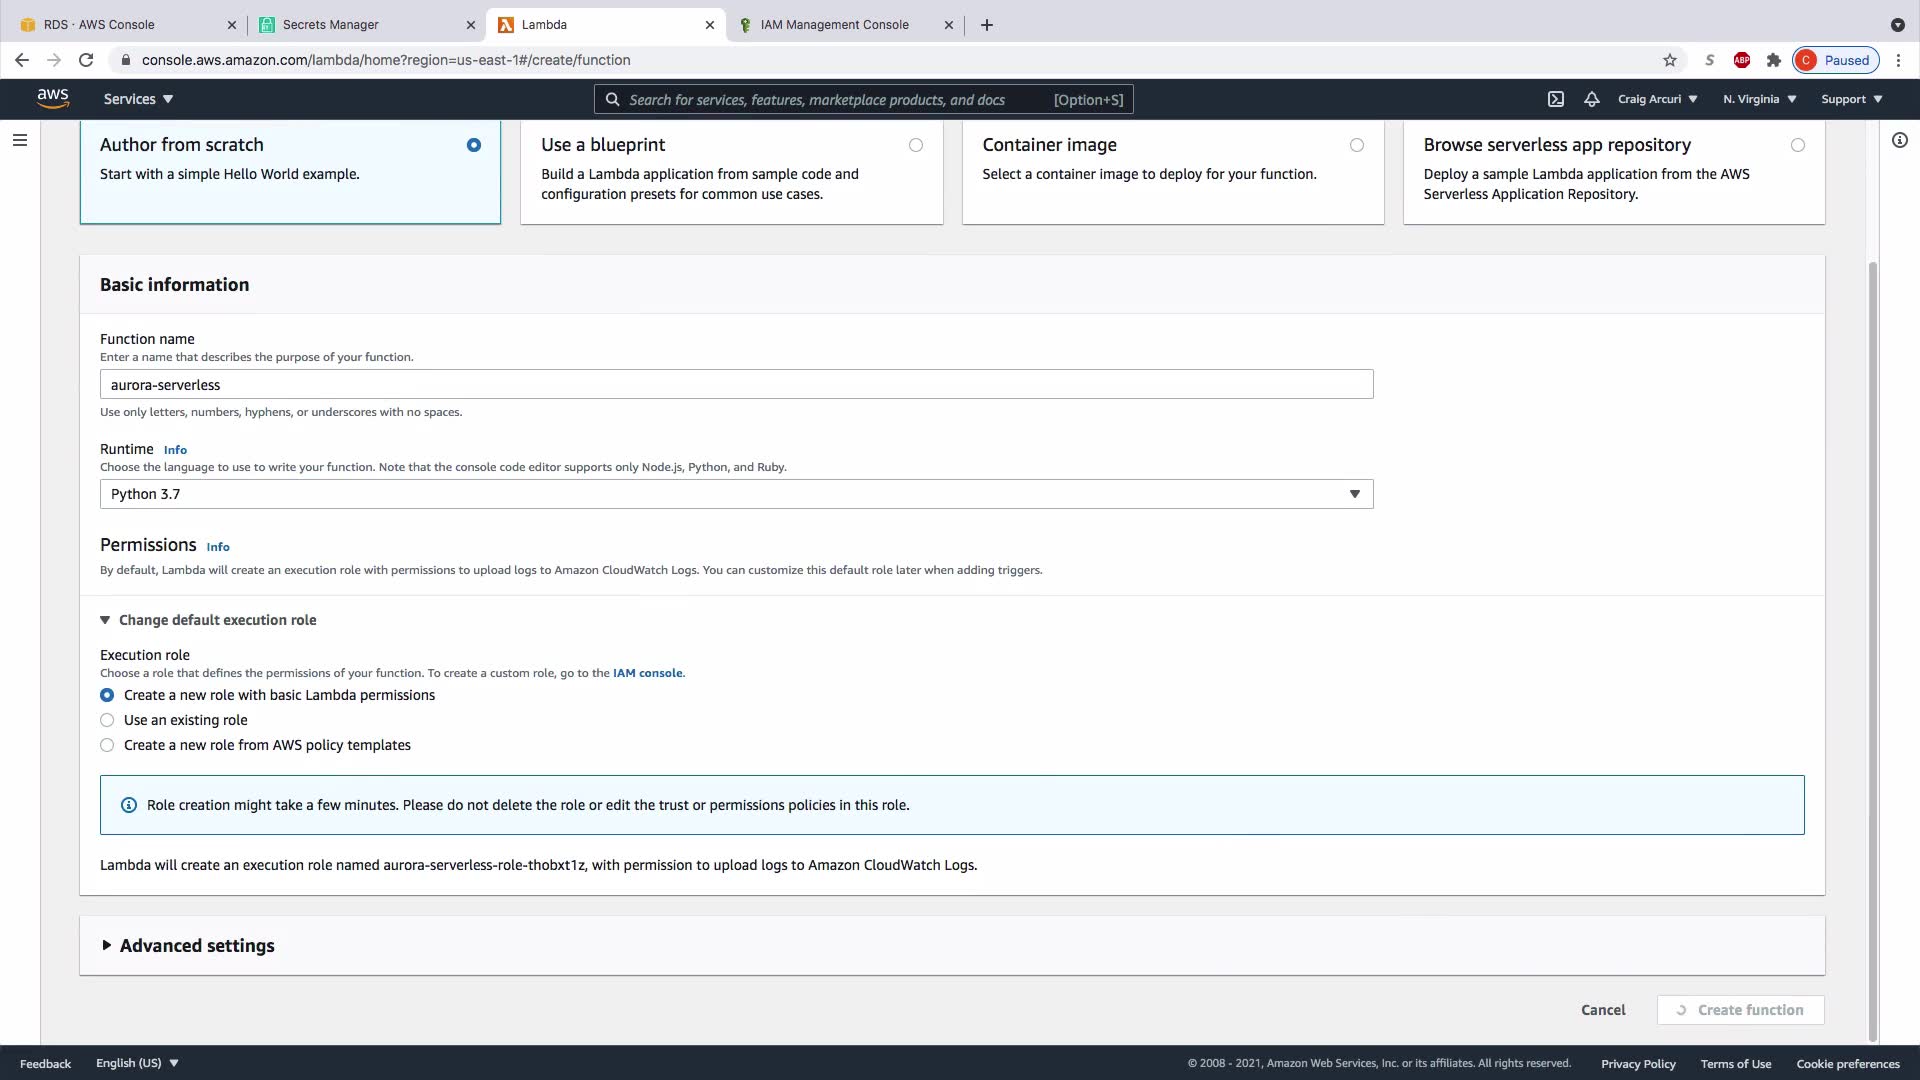 RDS · AWS Console
Secrets Manager
Lambda
IAM Management Console
console.aws.amazon.com/lambda/home?region=us-east-1#/create/function
S
ABP
C
Paused
aws
Services
Search for services, features, marketplace products, and docs
[Option+S]
Craig Arcuri
N. Virginia
Support
Author from scratch
Start with a simple Hello World example.
Use a blueprint
Build a Lambda application from sample code and
configuration presets for common use cases.
Container image
Select a container image to deploy for your function.
Browse serverless app repository
Deploy a sample Lambda application from the AWS
Serverless Application Repository.
Basic information
Function name
Enter a name that describes the purpose of your function.
aurora-serverless
Use only letters, numbers, hyphens, or underscores with no spaces.
Runtime Info
Choose the language to use to write your function. Note that the console code editor supports only Node.js, Python, and Ruby.
Python 3.7
Permissions Info
By default, Lambda will create an execution role with permissions to upload logs to Amazon CloudWatch Logs. You can customize this default role later when adding triggers.
Change default execution role
Execution role
Choose a role that defines the permissions of your function. To create a custom role, go to the IAM console.
Create a new role with basic Lambda permissions
Use an existing role
Create a new role from AWS policy templates
Role creation might take a few minutes. Please do not delete the role or edit the trust or permissions policies in this role.
Lambda will create an execution role named aurora-serverless-role-thobxt1z, with permission to upload logs to Amazon CloudWatch Logs.
Advanced settings
Cancel
Create function
Feedback
English (US)
© 2008 - 2021, Amazon Web Services, Inc. or its affiliates. All rights reserved.
Privacy Policy
Terms of Use
Cookie preferences